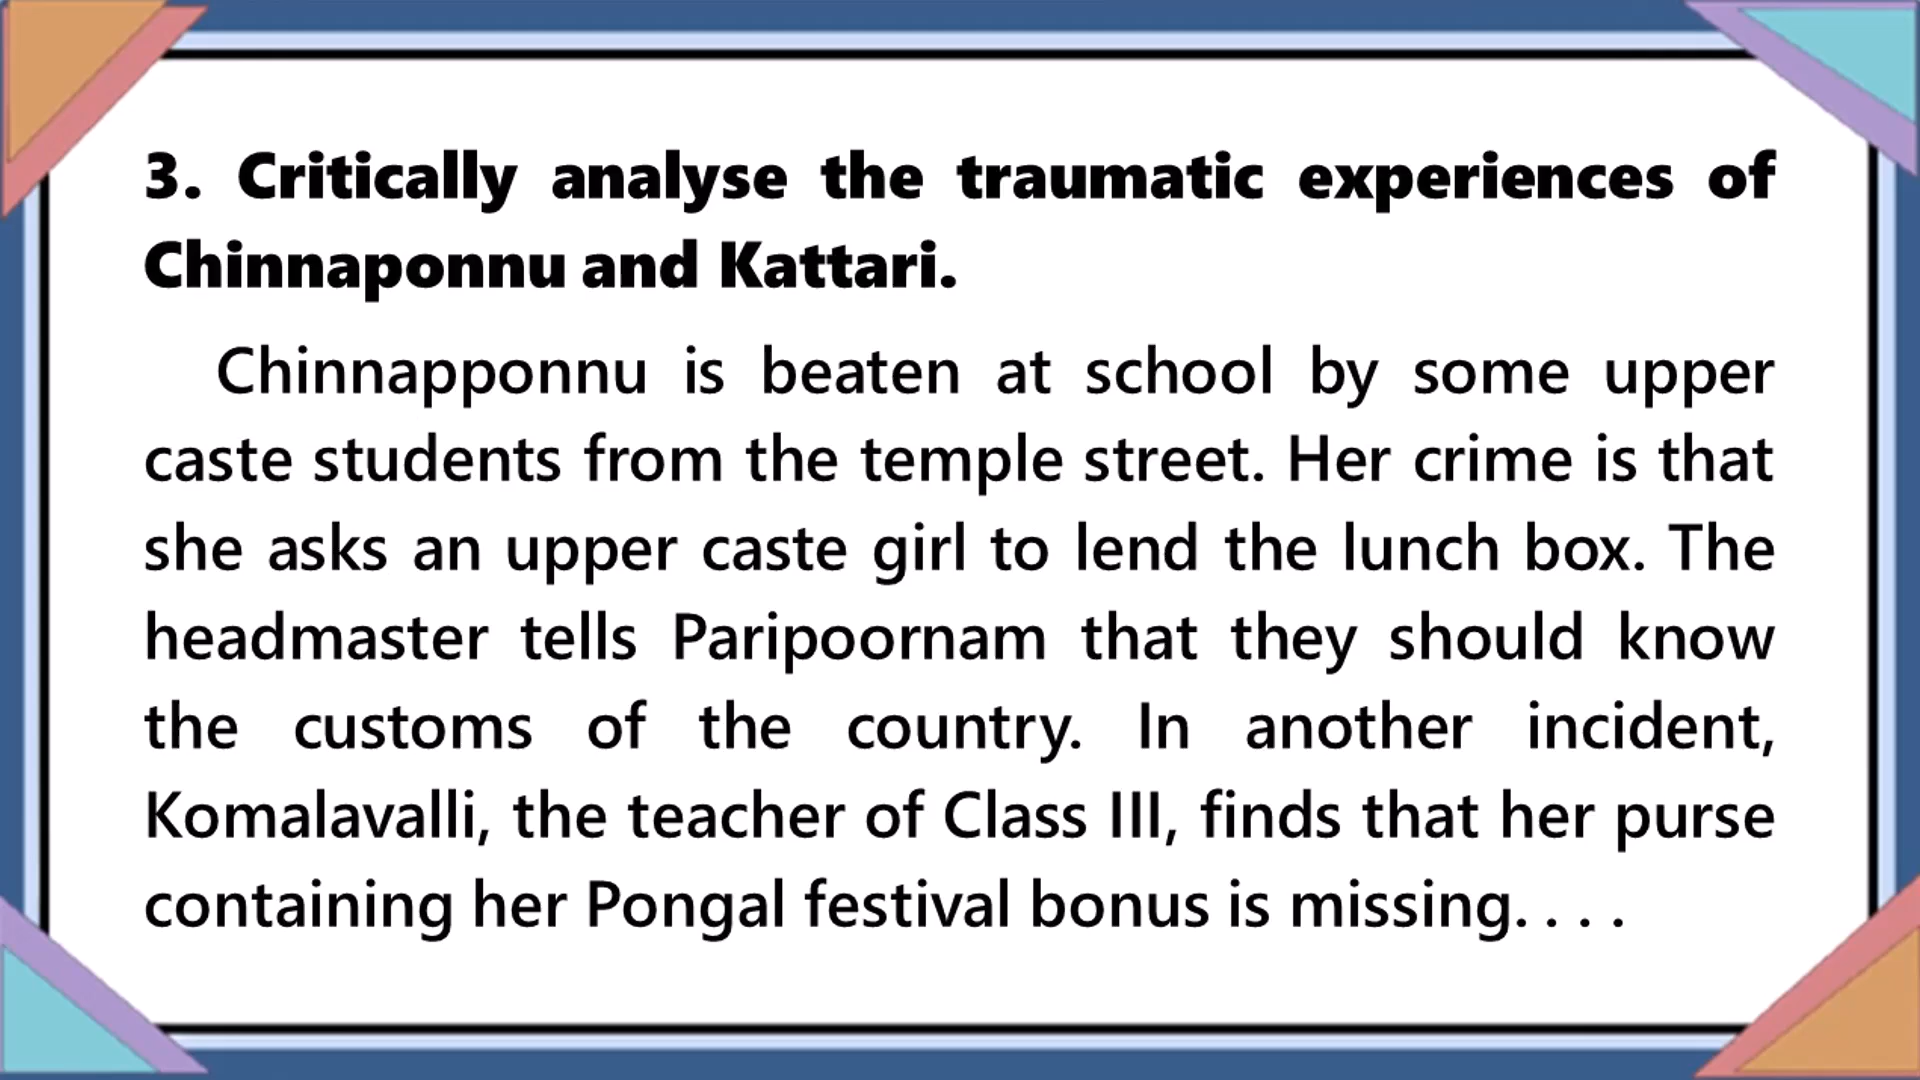 3. Critically analyse the traumatic experiences of
Chinnaponnu and Kattari.
Chinnapponnu is beaten at school by some upper
caste students from the temple street. Her crime is that
she asks an upper caste girl to lend the lunch box. The
headmaster tells Paripoornam that they should know
the customs of the country. In another incident,
Komalavalli, the teacher of Class III, finds that her purse
containing her Pongal festival bonus is missing. . . .